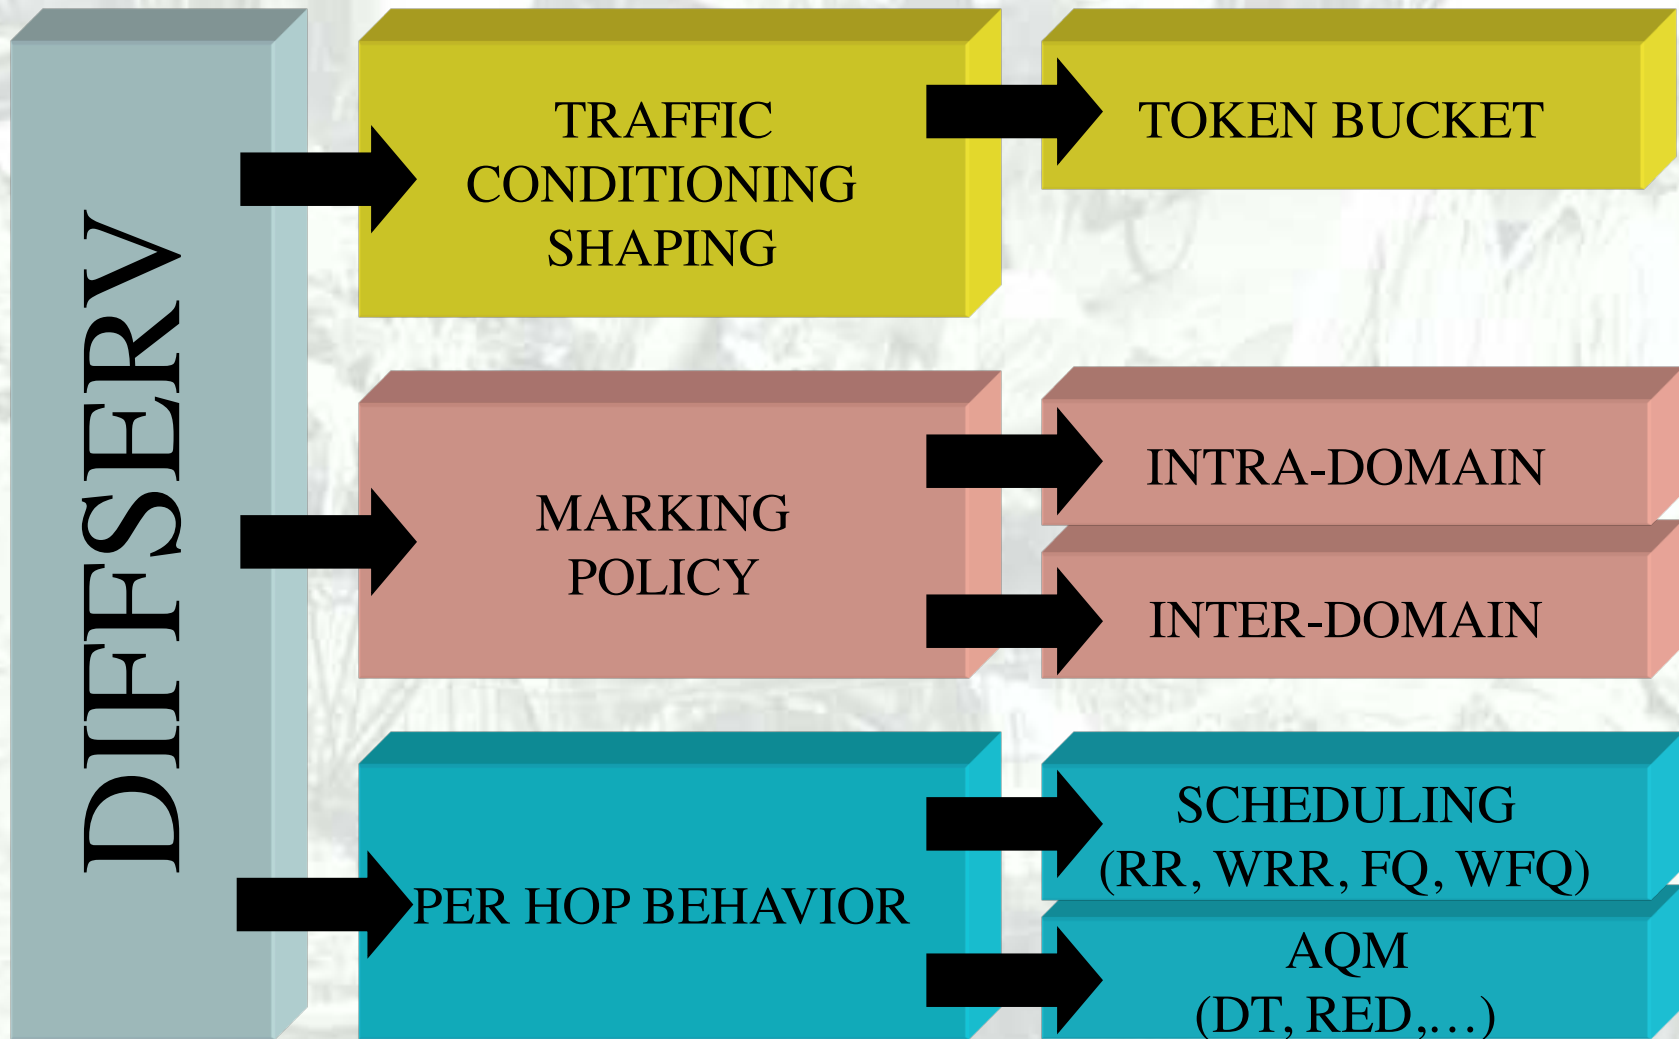 DIFFSERV
TRAFFIC
CONDITIONING
SHAPING
TOKEN BUCKET
MARKING
POLICY
INTRA-DOMAIN
INTER-DOMAIN
PER HOP BEHAVIOR
SCHEDULING
(RR, WRR, FQ, WFQ)
AQM
(DT, RED,…)